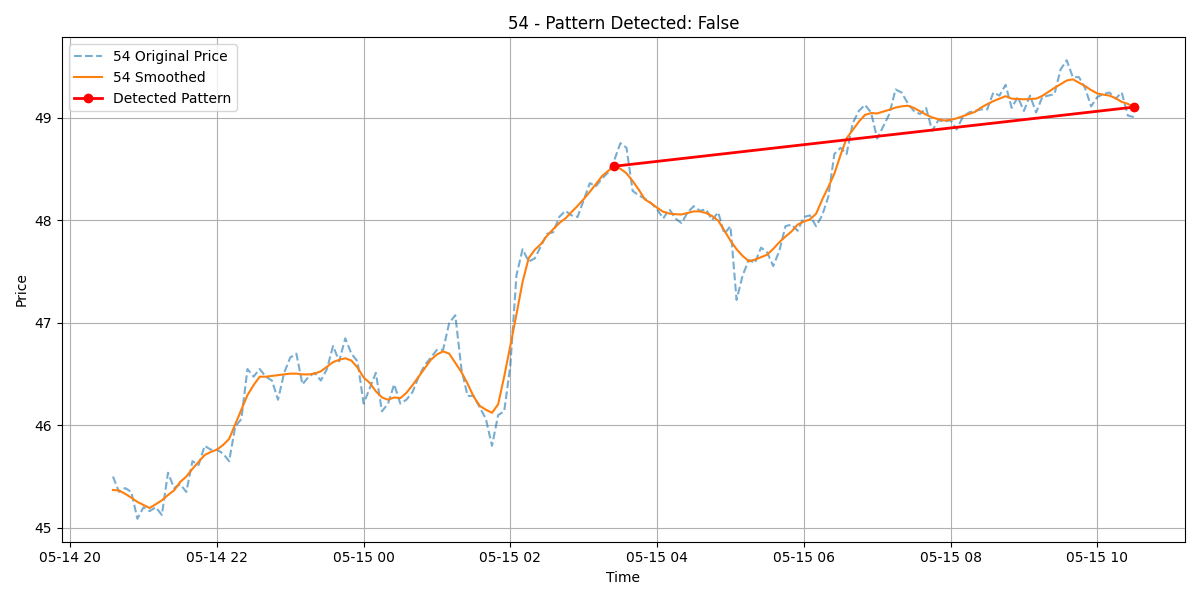 54 - Pattern Detected: False
54 Original Price
54 Smoothed
Detected Pattern
Price
49
48
47
46
45
05-14 20 05-14 22 05-15 00 05-15 02 05-15 04 05-15 06 05-15 08 05-15 10
Time